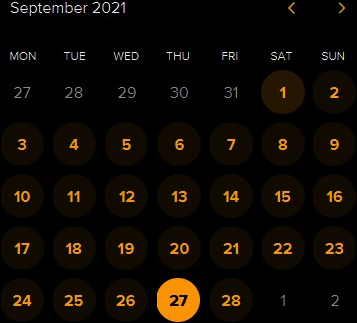 September 2021
MON TUE WED THU FRI SAT SUN
27 28 29 30 31 1 2
3 4 5 6 7 8 9
10 11 12 13 14 15 16
17 18 19 20 21 22 23
24 25 26 27 28 1 2